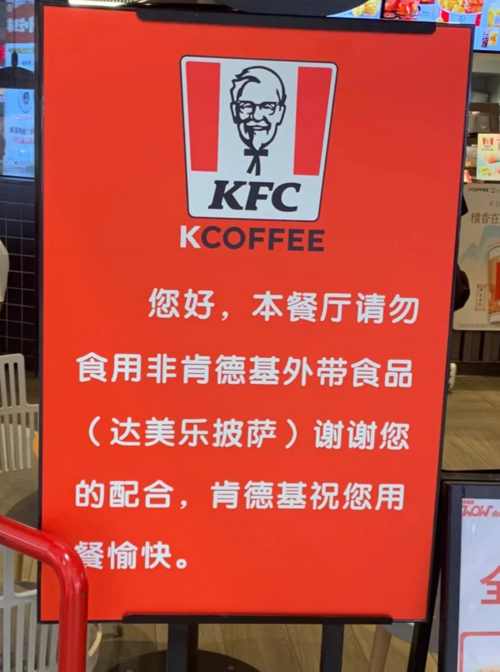 KFC
KCOFFEE
您好，本餐厅请勿
食用非肯德基外带食品
（达美乐披萨）谢谢您
的配合，肯德基祝您用
餐愉快。
KCOFFEE
全